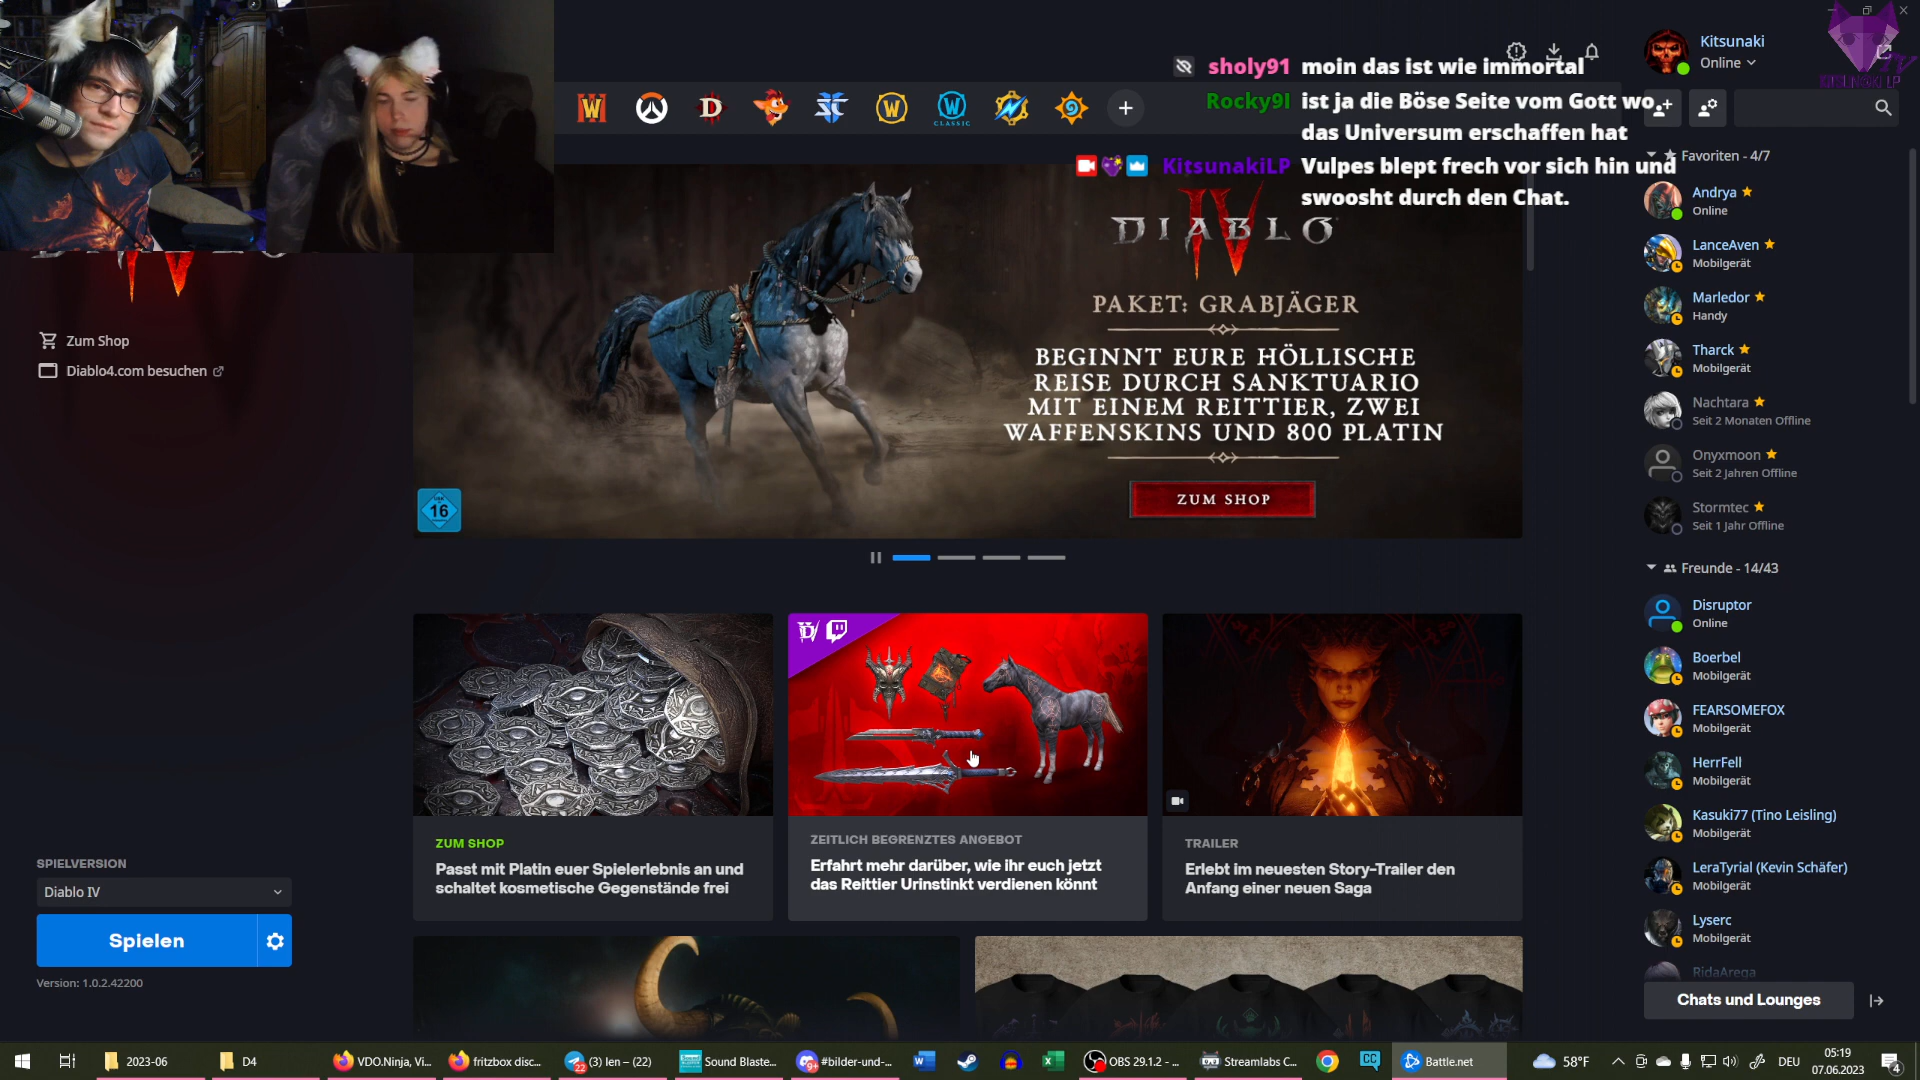 Kitsunaki
Online
sholy91 moin das ist wie immortal
Rocky9l ist ja die Böse Seite vom Gott wo
das Universum erschaffen hat
KitsunakiLP Vulpes blept frech vor sich hin und
swoosht durch den Chat.
CLASSIC
DIABLO
IV
PAKET: GRABJÄGER
BEGINNT EURE HÖLLISCHE
REISE DURCH SANKTUARIO
MIT EINEM REITTIER, ZWEI
WAFFENSKINS UND 800 PLATIN
ZUM SHOP
16
Zum Shop
Diablo4.com besuchen
Favoriten - 4/7
Andrya
Online
LanceAven
Mobilgerät
Marledor
Handy
Tharck
Mobilgerät
Nachtara
Seit 2 Monaten Offline
Onyxmoon
Seit 2 Jahren Offline
Stormtec
Seit 1 Jahr Offline
Freunde - 14/43
Disruptor
Online
Boerbel
Mobilgerät
FEARSOMEFOX
Mobilgerät
HerrFell
Mobilgerät
Kasuki77 (Tino Leisling)
Mobilgerät
LeraTyrial (Kevin Schäfer)
Mobilgerät
Lyserc
Mobilgerät
RidaArega
Chats und Lounges
ZUM SHOP
Passt mit Platin euer Spielerlebnis an und
schaltet kosmetische Gegenstände frei
ZEITLICH BEGRENZTES ANGEBOT
Erfahrt mehr darüber, wie ihr euch jetzt
das Reittier Urinstinkt verdienen könnt
TRAILER
Erlebt im neuesten Story-Trailer den
Anfang einer neuen Saga
SPIELVERSION
Diablo IV
Spielen
Version: 1.0.2.42200
2023-06
D4
VDO.Ninja, Vi...
fritzbox disc...
(3) Ien – (22)
Sound Blaste...
#bilder-und-...
OBS 29.1.2 - ...
Streamlabs C...
Battle.net
58°F
DEU
05:19
07.06.2023
4